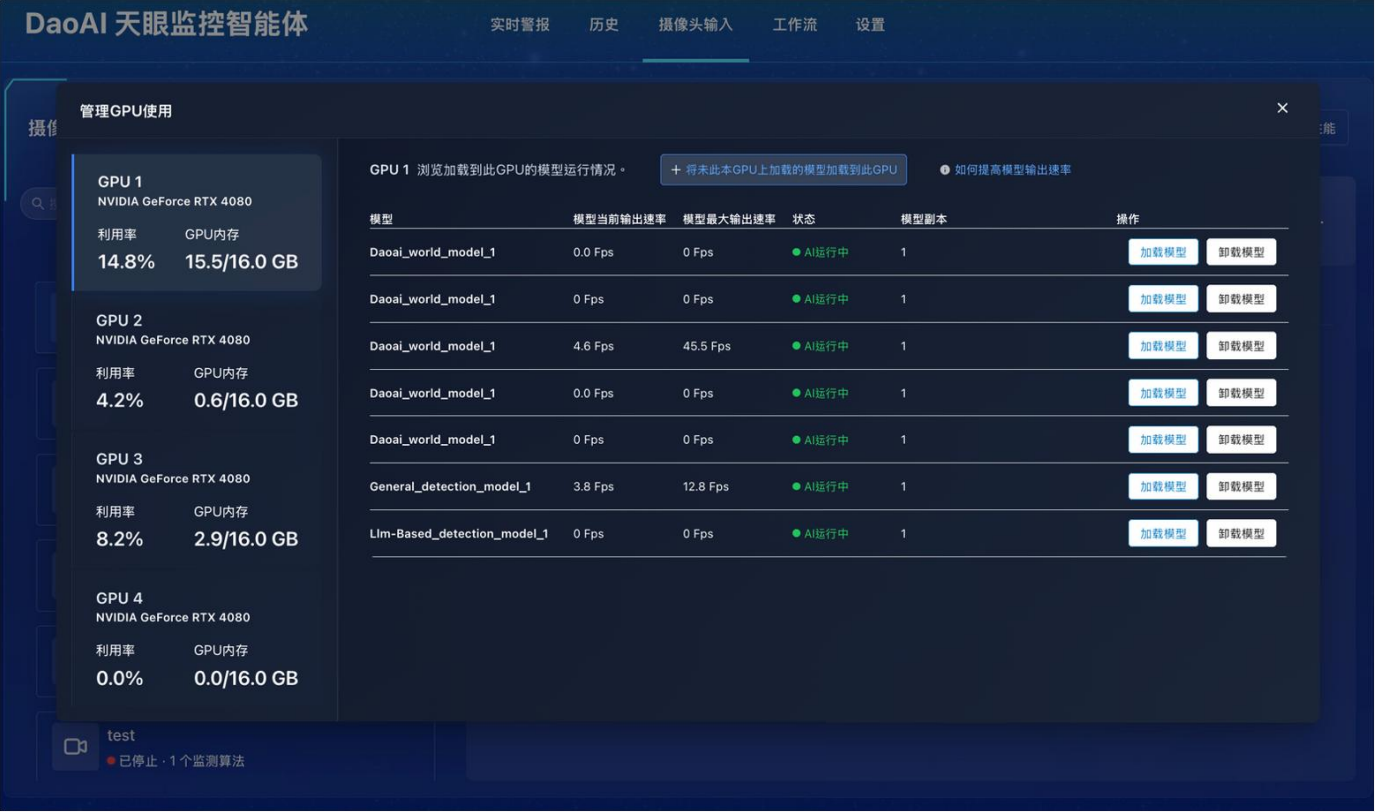 DaoAI 天眼监控智能体
实时警报 历史 摄像头输入 工作流 设置
管理GPU使用
GPU 1
NVIDIA GeForce RTX 4080
利用率 GPU内存
14.8% 15.5/16.0 GB
GPU 2
NVIDIA GeForce RTX 4080
利用率 GPU内存
4.2% 0.6/16.0 GB
GPU 3
NVIDIA GeForce RTX 4080
利用率 GPU内存
8.2% 2.9/16.0 GB
GPU 4
NVIDIA GeForce RTX 4080
利用率 GPU内存
0.0% 0.0/16.0 GB
GPU 1 浏览加载到此GPU的模型运行情况。 + 将未此本GPU上加载的模型加载到此GPU 如何提高模型输出速率
模型 模型当前输出速率 模型最大输出速率 状态 模型副本 操作
Daoai_world_model_1 0.0 Fps 0 Fps AI运行中 1 加载模型 卸载模型
Daoai_world_model_1 0 Fps 0 Fps AI运行中 1 加载模型 卸载模型
Daoai_world_model_1 4.6 Fps 45.5 Fps AI运行中 1 加载模型 卸载模型
Daoai_world_model_1 0.0 Fps 0 Fps AI运行中 1 加载模型 卸载模型
Daoai_world_model_1 0 Fps 0 Fps AI运行中 1 加载模型 卸载模型
General_detection_model_1 3.8 Fps 12.8 Fps AI运行中 1 加载模型 卸载模型
Llm-Based_detection_model_1 0 Fps 0 Fps AI运行中 1 加载模型 卸载模型
test
已停止 · 1 个监测算法